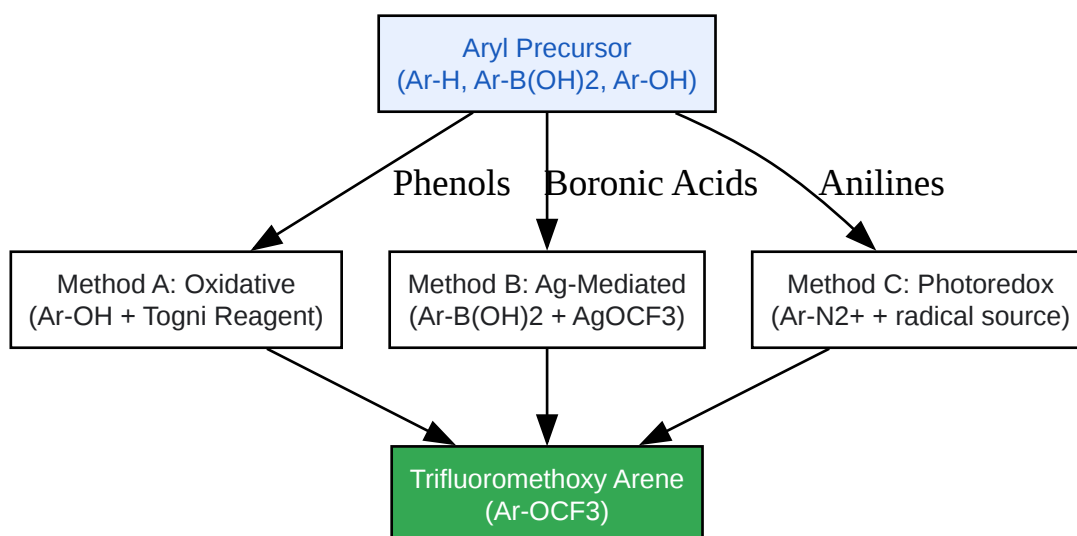 Aryl Precursor
(Ar-H, Ar-B(OH)2, Ar-OH)
Phenols
Boronic Acids
Anilines
Method A: Oxidative
(Ar-OH + Togni Reagent)
Method B: Ag-Mediated
(Ar-B(OH)2 + AgOCF3)
Method C: Photoredox
(Ar-N2+ + radical source)
Trifluoromethoxy Arene
(Ar-OCF3)